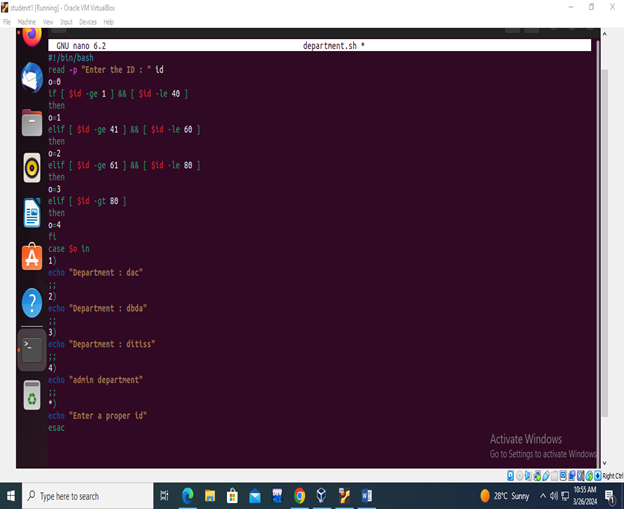 student1 [Running] - Oracle VM VirtualBox
File Machine View Input Devices Help
GNU nano 6.2 department.sh *
#!/bin/bash
read -p "Enter the ID : " id
o=0
if [ $id -ge 1 ] && [ $id -le 40 ]
then
o=1
elif [ $id -ge 41 ] && [ $id -le 60 ]
then
o=2
elif [ $id -ge 61 ] && [ $id -le 80 ]
then
o=3
elif [ $id -gt 80 ]
then
o=4
fi
case $o in
1)
echo "Department : dac"
;;
2)
echo "Department : dbda"
;;
3)
echo "Department : ditiss"
;;
4)
echo "admin department"
;;
*)
echo "Enter a proper id"
esac
Activate Windows
Go to Settings to activate Windows.
Right Ctrl
Type here to search
28°C Sunny
10:55 AM
3/26/2024